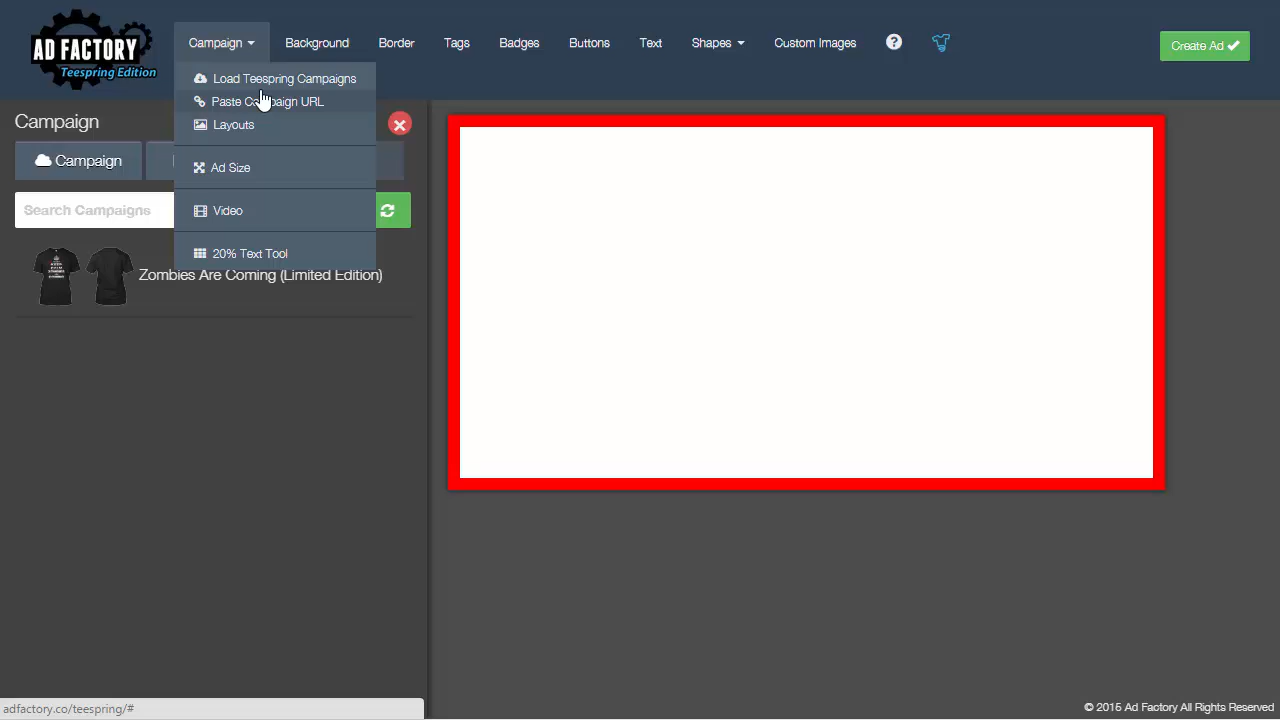 AD FACTORY
Teespring Edition
Campaign
Background
Border
Tags
Badges
Buttons
Text
Shapes
Custom Images
?
Create Ad
Load Teespring Campaigns
Paste Campaign URL
Layouts
Ad Size
Video
20% Text Tool
Campaign
Campaign
Search Campaigns
Zombies Are Coming (Limited Edition)
adfactory.co/teespring/#
© 2015 Ad Factory All Rights Reserved